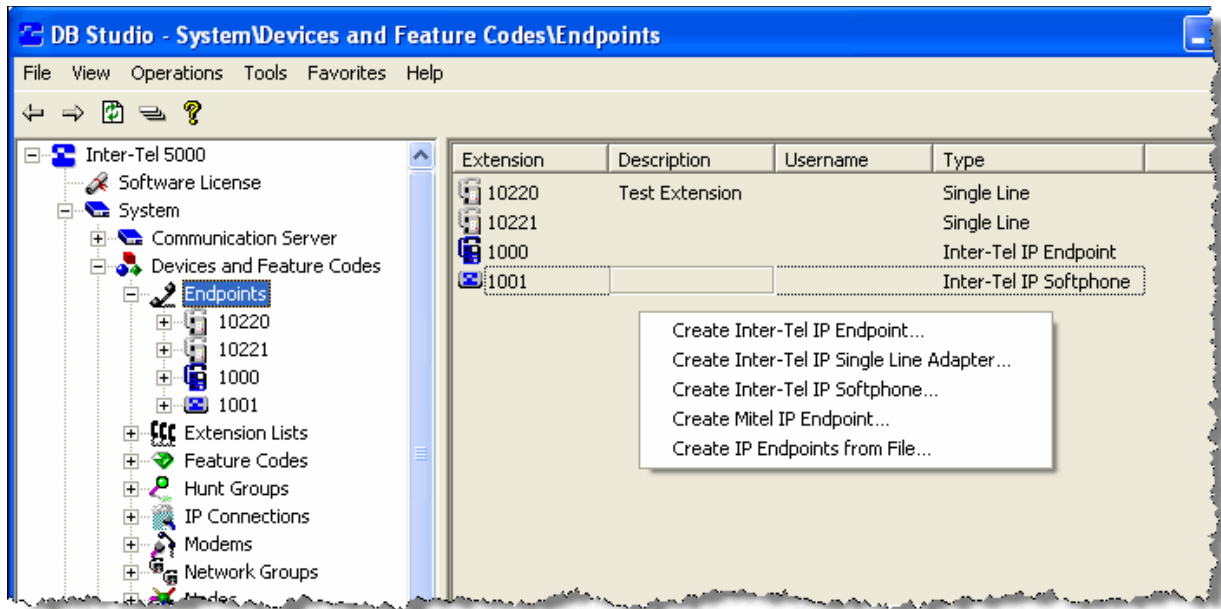 DB Studio - System\Devices and Feature Codes\Endpoints
File View Operations Tools Favorites Help
Inter-Tel 5000
Software License
System
Communication Server
Devices and Feature Codes
Endpoints
10220
10221
1000
1001
Extension Lists
Feature Codes
Hunt Groups
IP Connections
Modems
Network Groups
Nodes
Extension Description Username Type
10220 Test Extension Single Line
10221 Single Line
1000 Inter-Tel IP Endpoint
1001 Inter-Tel IP Softphone
Create Inter-Tel IP Endpoint...
Create Inter-Tel IP Single Line Adapter...
Create Inter-Tel IP Softphone...
Create Mitel IP Endpoint...
Create IP Endpoints from File...